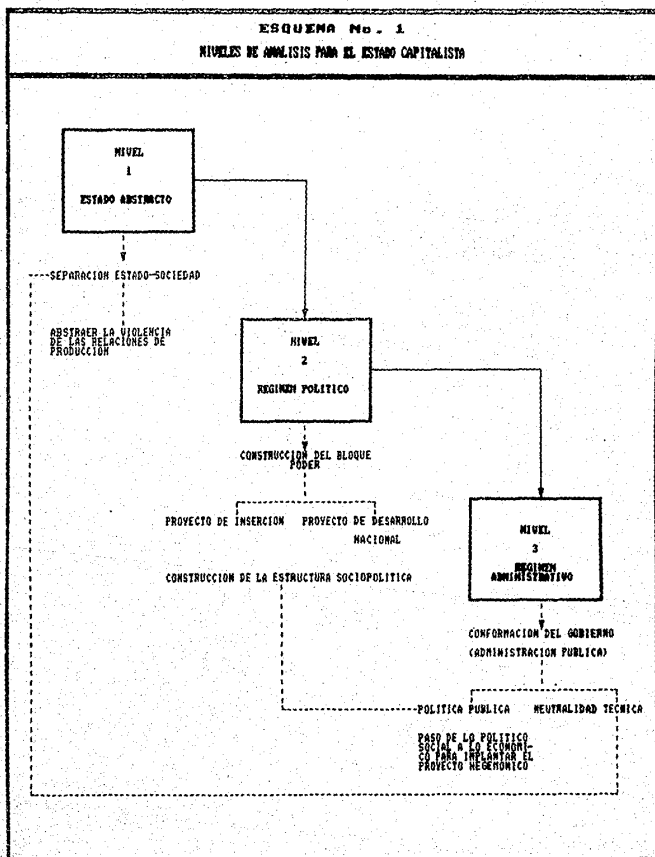 ESQUEMA No. 1
NIVELES DE ANALISIS PARA EL ESTADO CAPITALISTA
NIVEL
1
ESTADO ABSTRACTO
SEPARACION ESTADO-SOCIEDAD
ABSTRAER LA VIOLENCIA
DE LAS RELACIONES DE
PRODUCCION
NIVEL
2
REGIMEN POLITICO
CONSTRUCCION DEL BLOQUE
PODER
PROYECTO DE INSERCION
PROYECTO DE DESARROLLO
NACIONAL
CONSTRUCCION DE LA ESTRUCTURA SOCIOPOLITICA
NIVEL
3
REGIMEN
ADMINISTRATIVO
CONFORMACION DEL GOBIERNO
(ADMINISTRACION PUBLICA)
POLITICA PUBLICA
NEUTRALIDAD TECNICA
PASO DE LO POLITICO
SOCIAL A LO ECONOMI-
CO PARA IMPLANTAR EL
PROYECTO HEGEMONICO